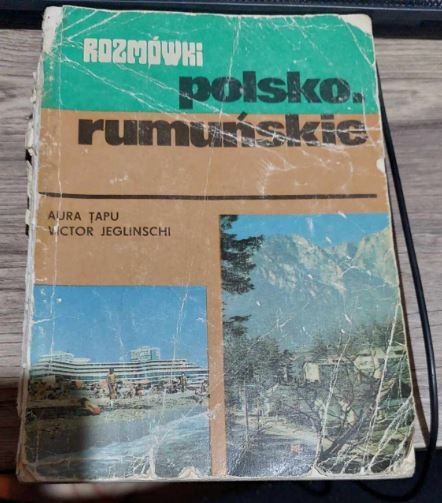 ROZMÓWKI
polsko-
rumuńskie
AURA ȚAPU
VICTOR JEGLINSCHI